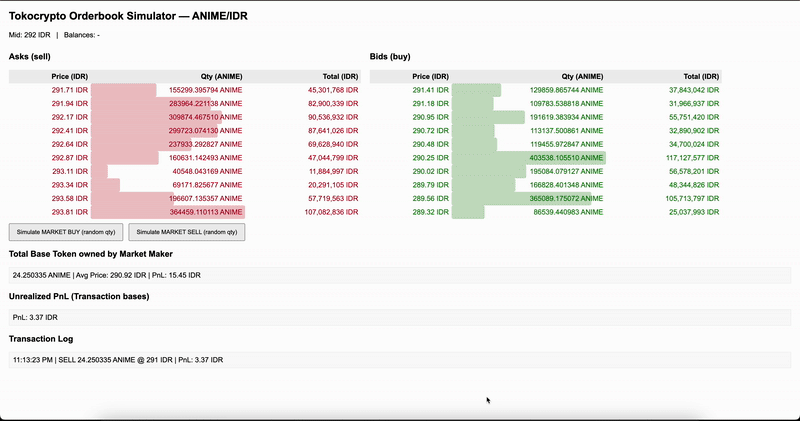 Tokocrypto Orderbook Simulator — ANIME/IDR
Mid: 292 IDR | Balances: -
Asks (sell)
Price (IDR) Qty (ANIME) Total (IDR)
291.71 IDR 155299.395794 ANIME 45,301,768 IDR
291.94 IDR 283964.221138 ANIME 82,900,339 IDR
292.17 IDR 309874.467510 ANIME 90,536,932 IDR
292.41 IDR 299723.074130 ANIME 87,641,026 IDR
292.64 IDR 237933.292827 ANIME 69,628,940 IDR
292.87 IDR 160631.142493 ANIME 47,044,799 IDR
293.11 IDR 40548.043169 ANIME 11,884,997 IDR
293.34 IDR 69171.825677 ANIME 20,291,105 IDR
293.58 IDR 196607.135357 ANIME 57,719,563 IDR
293.81 IDR 364459.110113 ANIME 107,082,836 IDR
Bids (buy)
Price (IDR) Qty (ANIME) Total (IDR)
291.41 IDR 129859.865744 ANIME 37,843,042 IDR
291.18 IDR 109783.538818 ANIME 31,966,937 IDR
290.95 IDR 191619.383934 ANIME 55,751,420 IDR
290.72 IDR 113137.500861 ANIME 32,890,902 IDR
290.48 IDR 119455.972847 ANIME 34,700,024 IDR
290.25 IDR 403538.105510 ANIME 117,127,577 IDR
290.02 IDR 195084.079127 ANIME 56,578,201 IDR
289.79 IDR 166828.401348 ANIME 48,344,826 IDR
289.56 IDR 365089.175072 ANIME 105,713,797 IDR
289.32 IDR 86539.440983 ANIME 25,037,993 IDR
Simulate MARKET BUY (random qty) Simulate MARKET SELL (random qty)
Total Base Token owned by Market Maker
24.250335 ANIME | Avg Price: 290.92 IDR | PnL: 15.45 IDR
Unrealized PnL (Transaction bases)
PnL: 3.37 IDR
Transaction Log
11:13:23 PM | SELL 24.250335 ANIME @ 291 IDR | PnL: 3.37 IDR